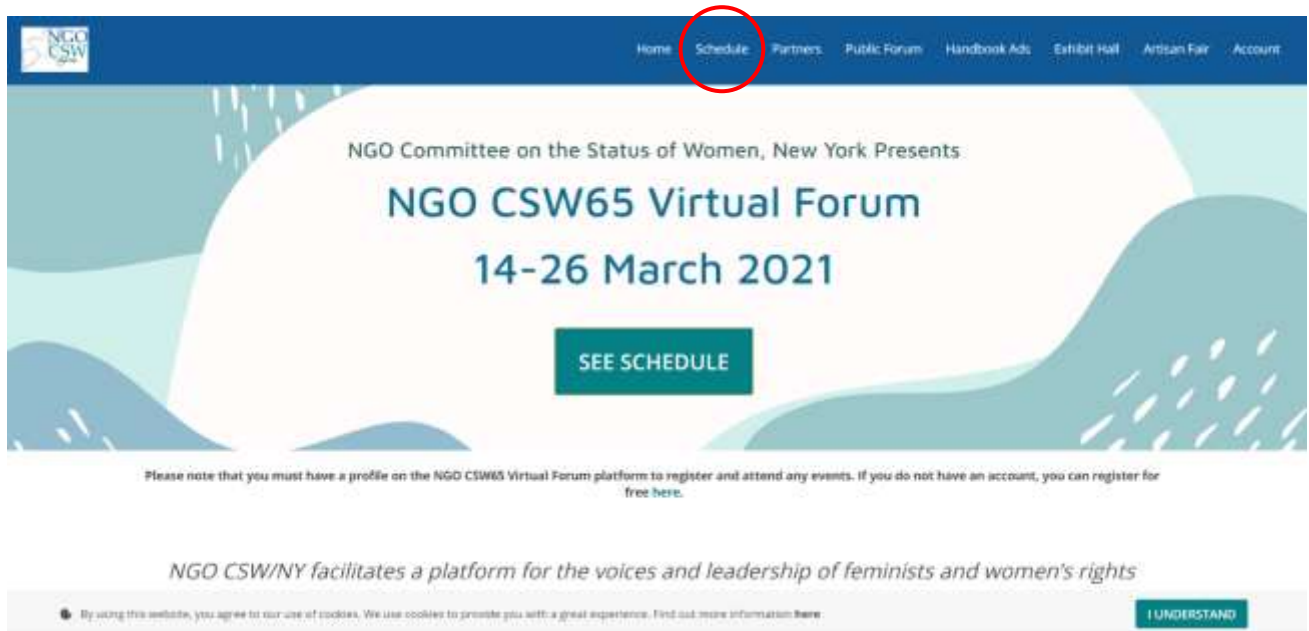 NGO
CSW
Home Schedule Partners Public Forum Handbook Ads Exhibit Hall Artisan Fair Account
NGO Committee on the Status of Women, New York Presents
NGO CSW65 Virtual Forum
14-26 March 2021
SEE SCHEDULE
Please note that you must have a profile on the NGO CSW65 Virtual Forum platform to register and attend any events. If you do not have an account, you can register for
free here.
NGO CSW/NY facilitates a platform for the voices and leadership of feminists and women's rights
By using this website, you agree to our use of cookies. We use cookies to provide you with a great experience. Find out more information here
I UNDERSTAND